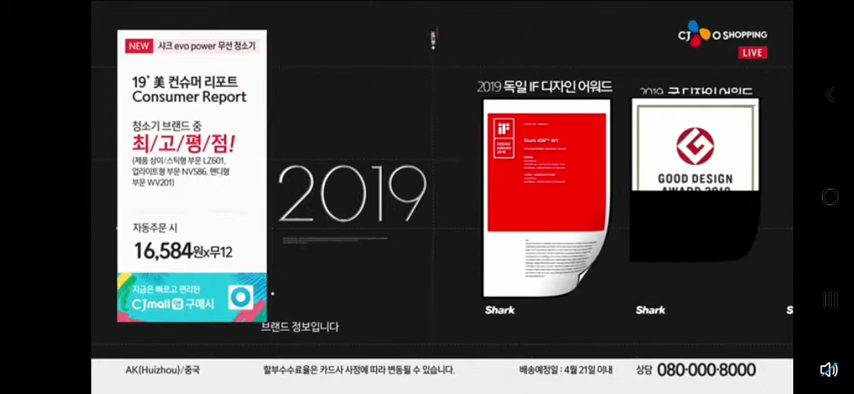 NEW 샤크 evo power 무선 청소기
19' 美 컨슈머 리포트
Consumer Report
청소기 브랜드 중
최/고/평/점!
(제품 상이/스틱형 부문 LZ601,
업라이트형 부문 NV586, 핸디형
부문 WV201)
자동주문 시
16,584원x무12
지금은 빠르고 편리한
CJmall 앱 구매시
2019
브랜드 정보입니다
CJ O SHOPPING
LIVE
2019 독일 IF 디자인 어워드
iF
DESIGN
AWARD
2019
Shark
GOOD DESIGN
AWARD 2019
Shark
S
AK(Huizhou)/중국
할부수수료율은 카드사 사정에 따라 변동될 수 있습니다.
배송예정일 : 4월 21일 이내
상담 080·000·8000